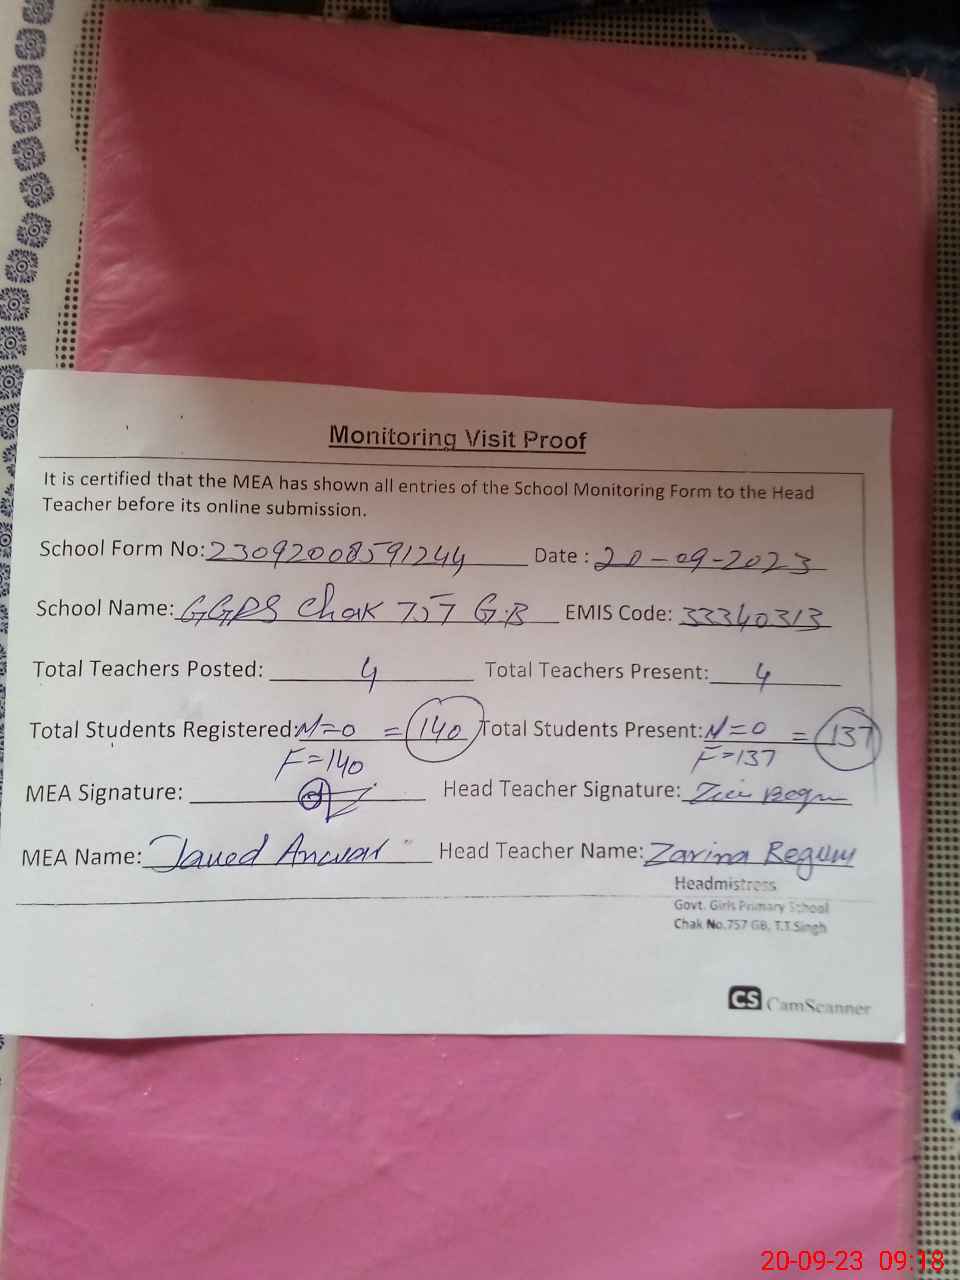 Monitoring Visit Proof
It is certified that the MEA has shown all entries of the School Monitoring Form to the Head
Teacher before its online submission.
School Form No: 23092008591244 Date : 20-09-2023
School Name: GGPS Chak 757 G.B EMIS Code: 33340313
Total Teachers Posted: 4 Total Teachers Present: 4
Total Students Registered: M=0 = 140 Total Students Present: M=0 = 137
F=140 F=137
MEA Signature: Head Teacher Signature:
MEA Name: Javed Anwar Head Teacher Name: Zarina Begum
Headmistress
Govt. Girls Primary School
Chak No.757 GB, T.T.Singh
CS CamScanner
20-09-23 09:18